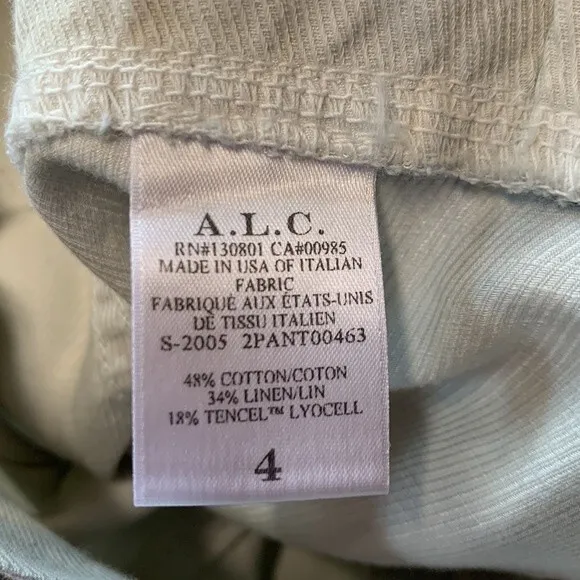 A.L.C.
RN#130801 CA#00985
MADE IN USA OF ITALIAN
FABRIC
FABRIQUÉ AUX ÉTATS-UNIS
DE TISSU ITALIEN
S-2005 2PANT00463
48% COTTON/COTON
34% LINEN/LIN
18% TENCEL™ LYOCELL
4